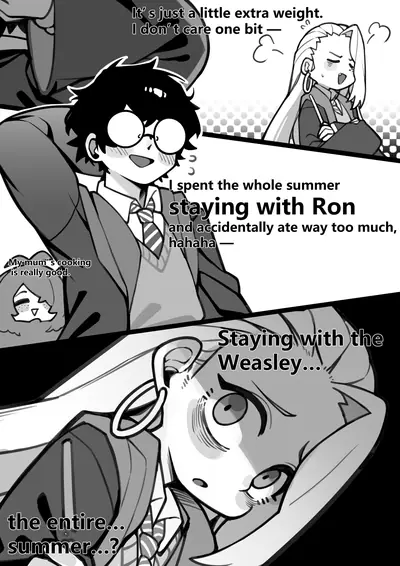 It's just a little extra weight.
I don't care one bit —
I spent the whole summer
staying with Ron
and accidentally ate way too much,
hahaha —
My mum's cooking
is really good.
Staying with the
Weasley...
the entire...
summer...?